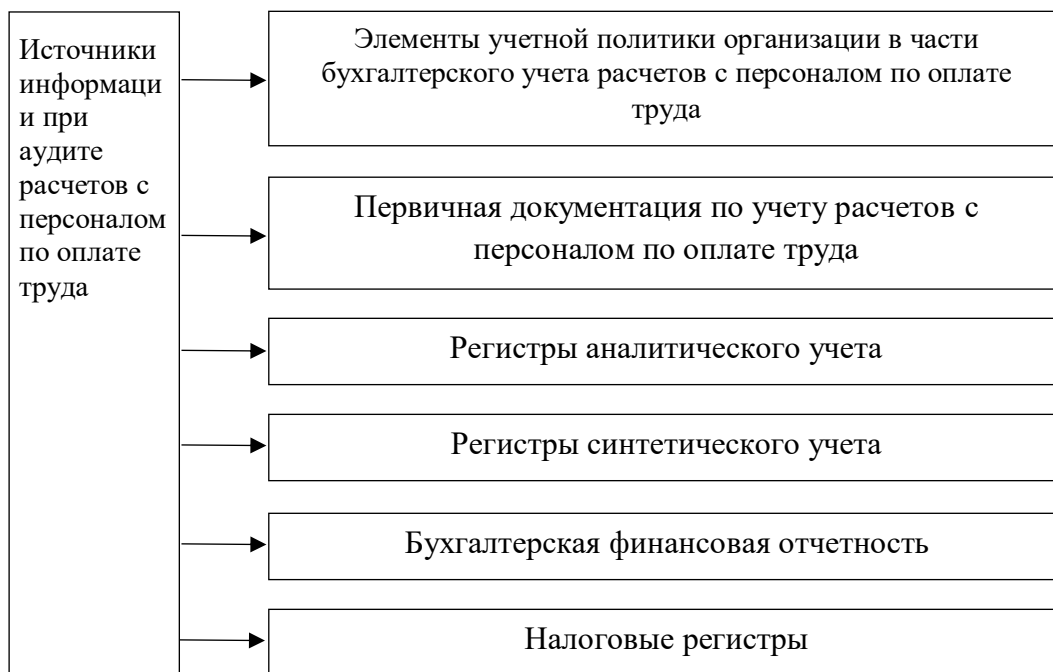 Источники
информаци
и при
аудите
расчетов с
персоналом
по оплате
труда
Элементы учетной политики организации в части
бухгалтерского учета расчетов с персоналом по оплате
труда
Первичная документация по учету расчетов с
персоналом по оплате труда
Регистры аналитического учета
Регистры синтетического учета
Бухгалтерская финансовая отчетность
Налоговые регистры